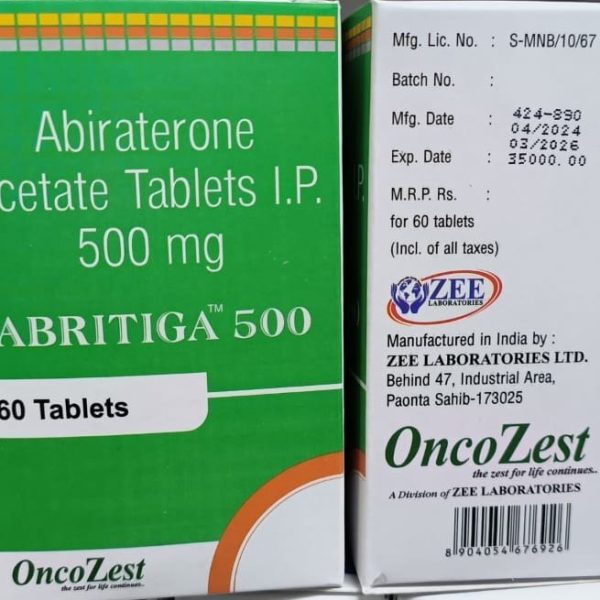 Abiraterone
cetate Tablets I.P.
500 mg
ABRITIGA™ 500
60 Tablets
OncoZest
the zest for life continues..
Mfg. Lic. No. : S-MNB/10/67
Batch No. :
Mfg. Date : 424-890
04/2024
03/2026
Exp. Date : 35000.00
M.R.P. Rs. :
for 60 tablets
(Incl. of all taxes)
ZEE
LABORATORIES
Manufactured in India by :
ZEE LABORATORIES LTD.
Behind 47, Industrial Area,
Paonta Sahib-173025
OncoZest
the zest for life continues..
A Division of ZEE LABORATORIES
8 904054 676926